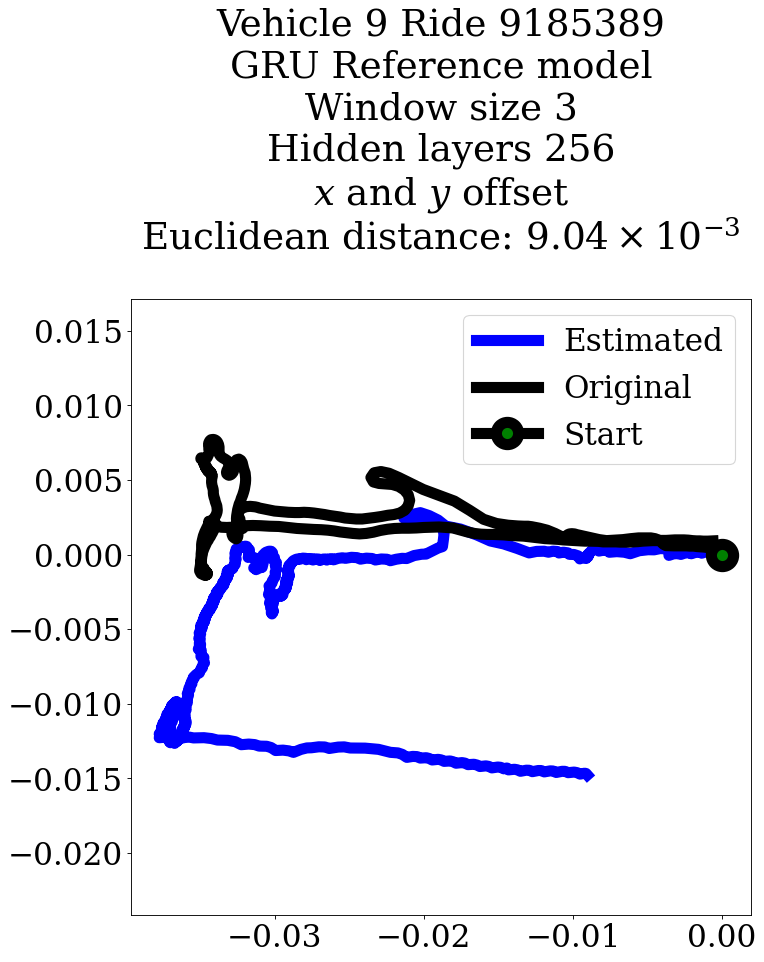 Vehicle 9 Ride 9185389
GRU Reference model
Window size 3
Hidden layers 256
x and y offset
Euclidean distance: 9.04 × 10⁻³
Estimated
Original
Start
0.015
0.010
0.005
0.000
−0.005
−0.010
−0.015
−0.020
−0.03 −0.02 −0.01 0.00